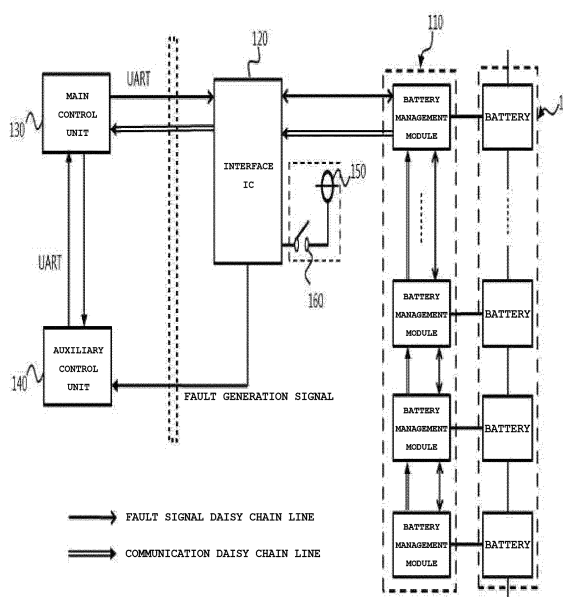 110
120
UART
1
MAIN
CONTROL
UNIT
130
BATTERY
MANAGEMENT
MODULE
BATTERY
INTERFACE
IC
150
160
UART
BATTERY
MANAGEMENT
MODULE
BATTERY
AUXILIARY
CONTROL
UNIT
140
FAULT GENERATION SIGNAL
BATTERY
MANAGEMENT
MODULE
BATTERY
FAULT SIGNAL DAISY CHAIN LINE
COMMUNICATION DAISY CHAIN LINE
BATTERY
MANAGEMENT
MODULE
BATTERY